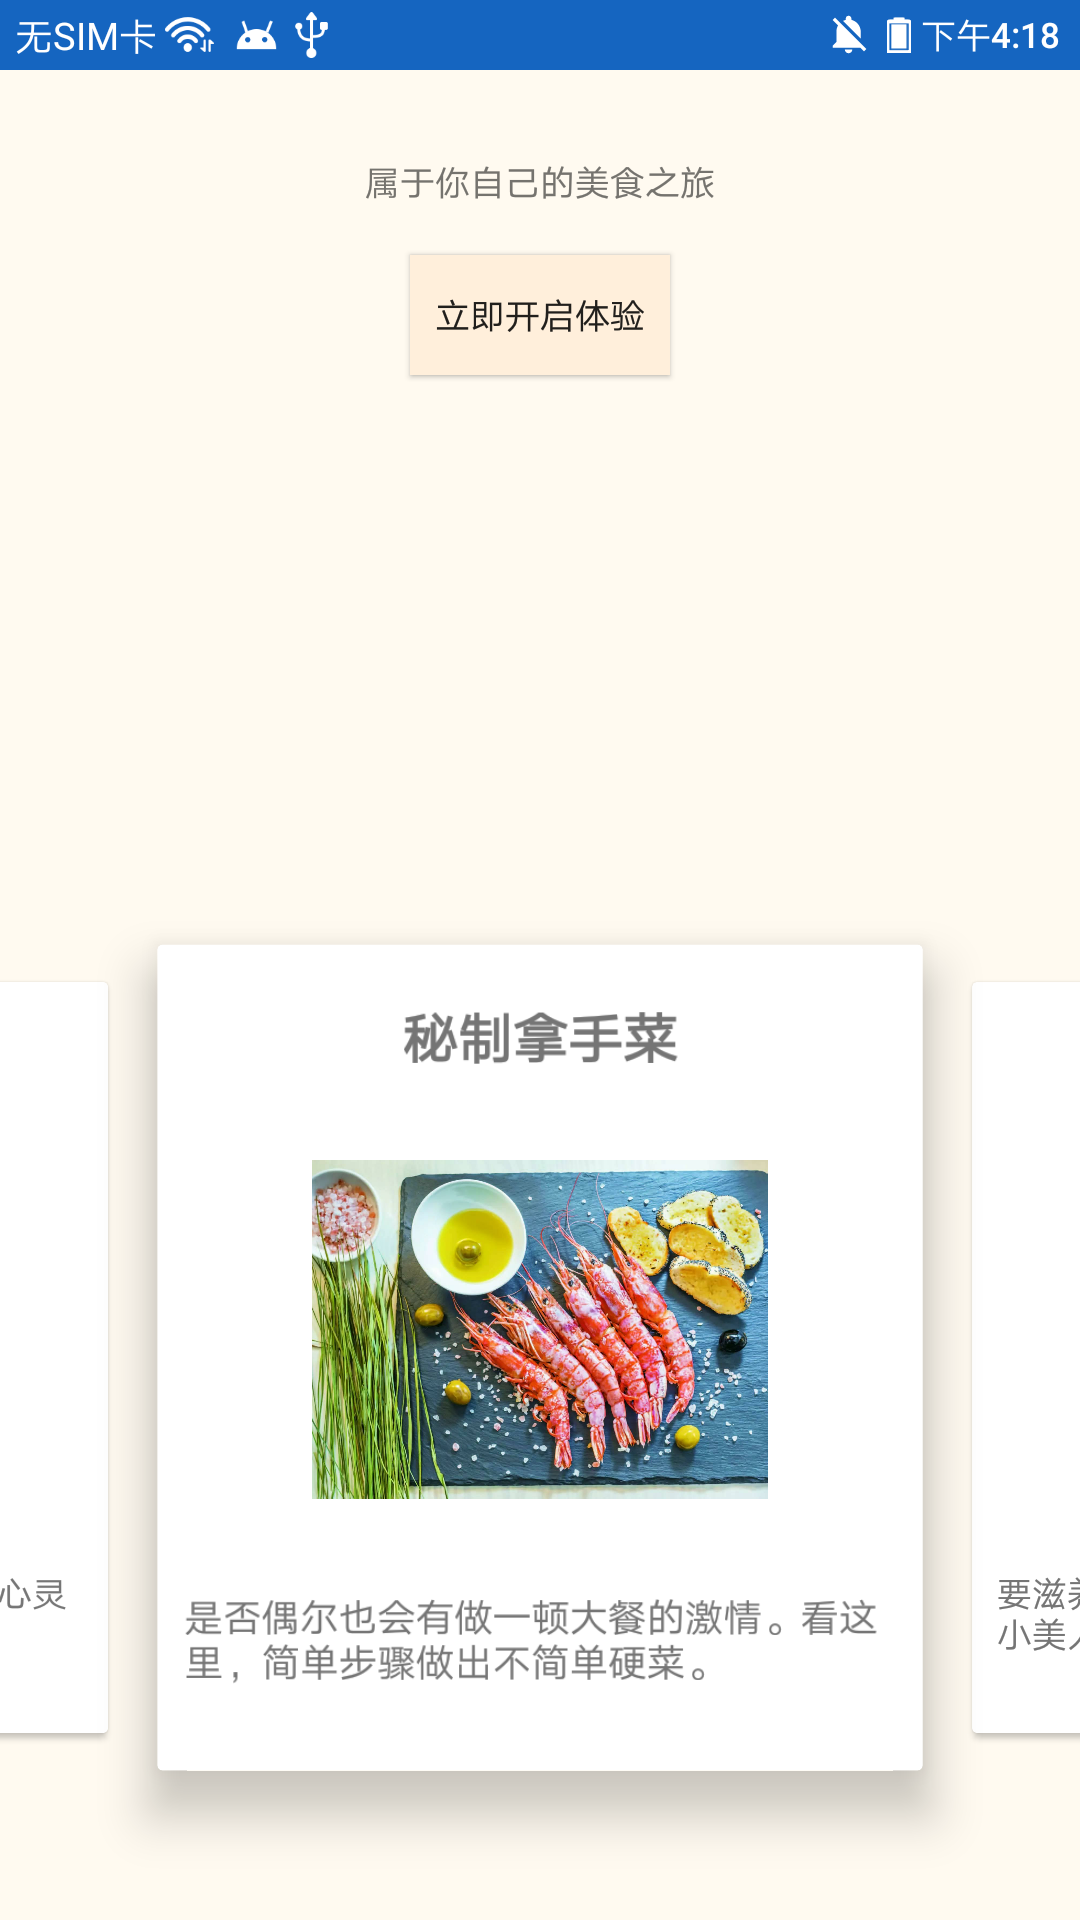 无SIM卡
下午4:18
属于你自己的美食之旅
立即开启体验
秘制拿手菜
心灵
是否偶尔也会有做一顿大餐的激情。看这
里，简单步骤做出不简单硬菜。
要滋
小美